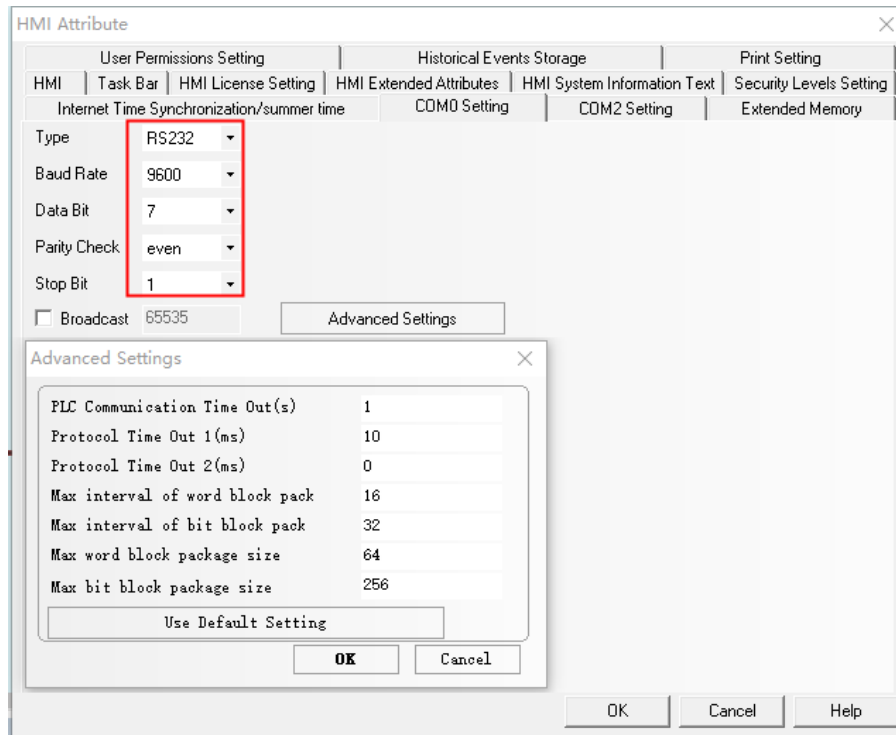 HMI Attribute
User Permissions Setting Historical Events Storage Print Setting
HMI Task Bar HMI License Setting HMI Extended Attributes HMI System Information Text Security Levels Setting
Internet Time Synchronization/summer time COM0 Setting COM2 Setting Extended Memory
Type RS232
Baud Rate 9600
Data Bit 7
Parity Check even
Stop Bit 1
Broadcast 65535 Advanced Settings
Advanced Settings
PLC Communication Time Out(s) 1
Protocol Time Out 1(ms) 10
Protocol Time Out 2(ms) 0
Max interval of word block pack 16
Max interval of bit block pack 32
Max word block package size 64
Max bit block package size 256
Use Default Setting
OK Cancel
OK Cancel Help